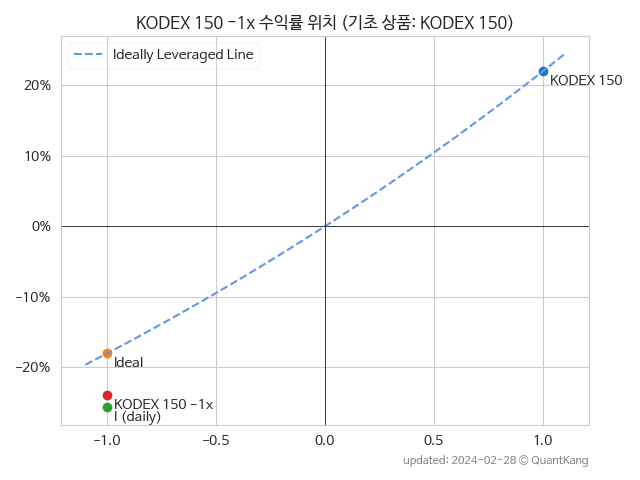 KODEX 150 -1x 수익률 위치 (기초 상품: KODEX 150)
Ideally Leveraged Line
20%
10%
0%
-10%
-20%
KODEX 150
Ideal
KODEX 150 -1x
I (daily)
-1.0
-0.5
0.0
0.5
1.0
updated: 2024-02-28 © QuantKang